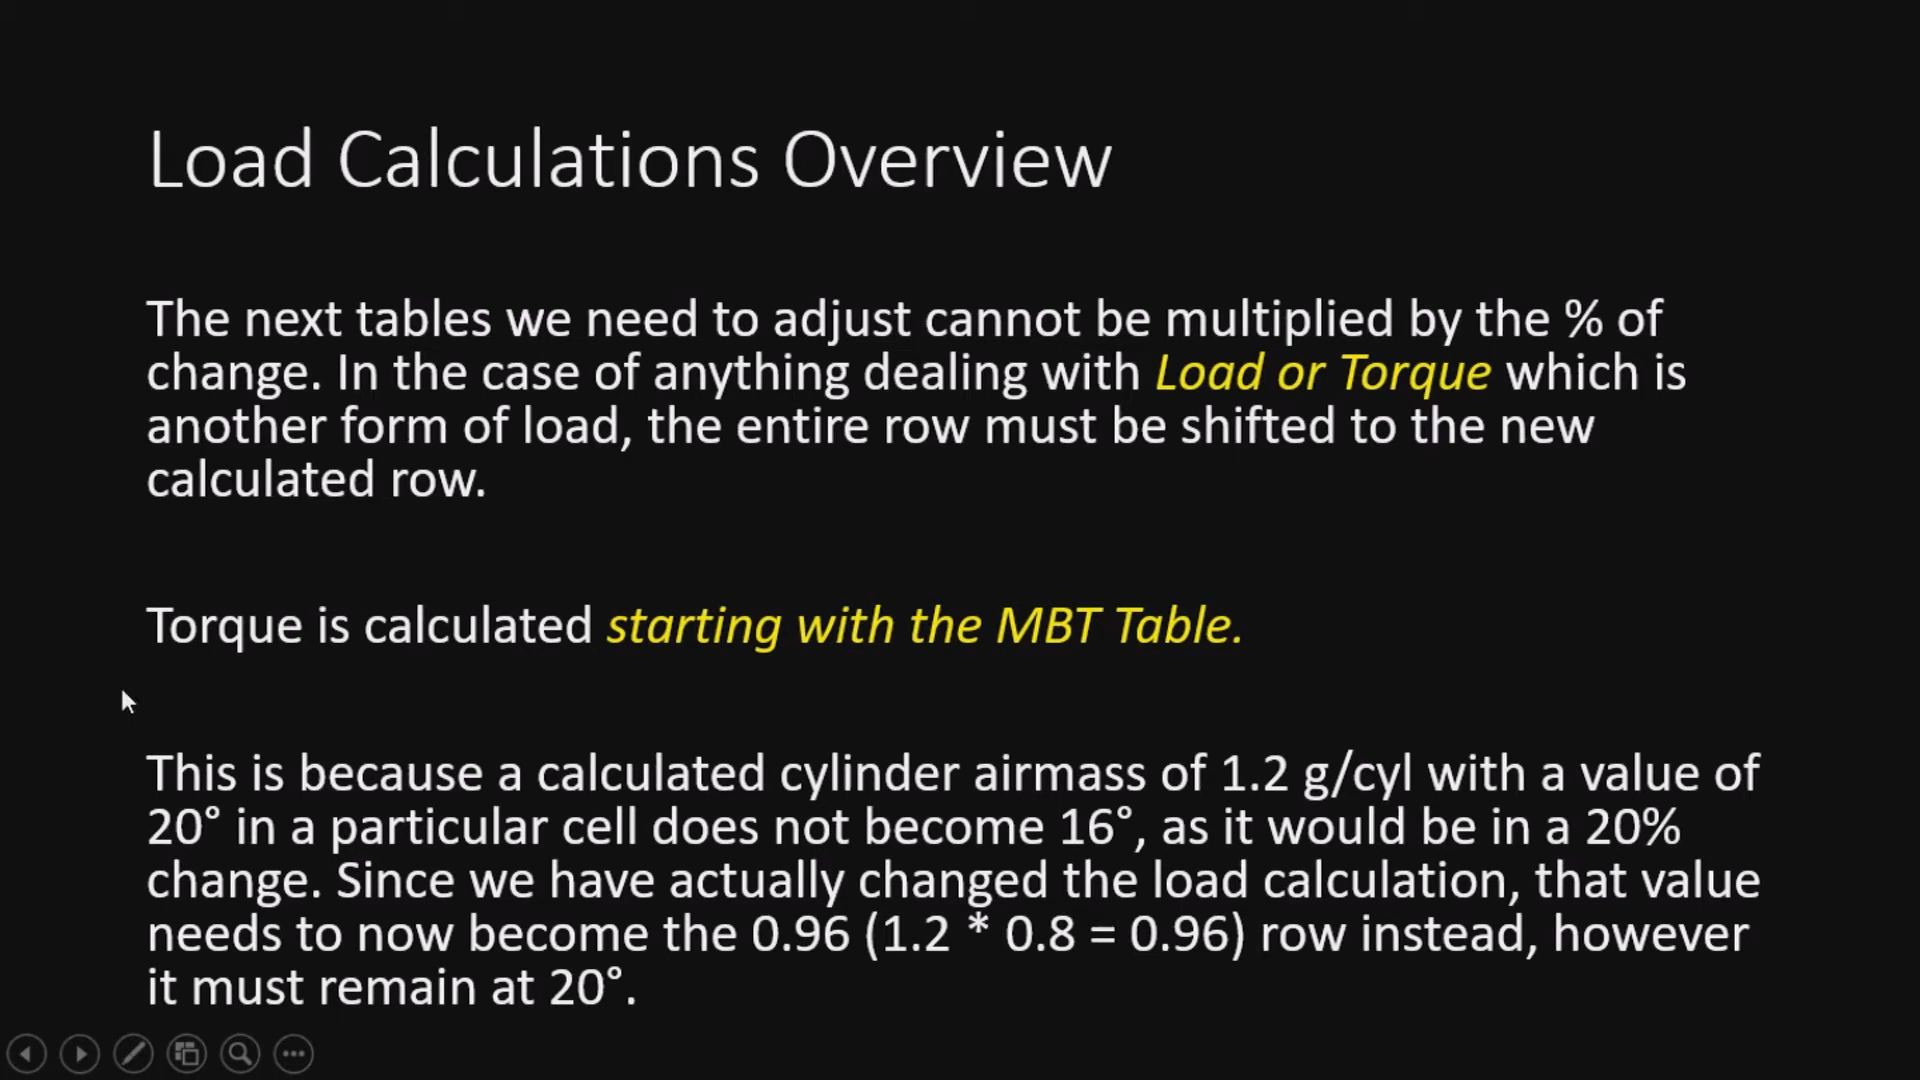 Load Calculations Overview
The next tables we need to adjust cannot be multiplied by the % of
change. In the case of anything dealing with Load or Torque which is
another form of load, the entire row must be shifted to the new
calculated row.
Torque is calculated starting with the MBT Table.
This is because a calculated cylinder airmass of 1.2 g/cyl with a value of
20° in a particular cell does not become 16°, as it would be in a 20%
change. Since we have actually changed the load calculation, that value
needs to now become the 0.96 (1.2 * 0.8 = 0.96) row instead, however
it must remain at 20°.